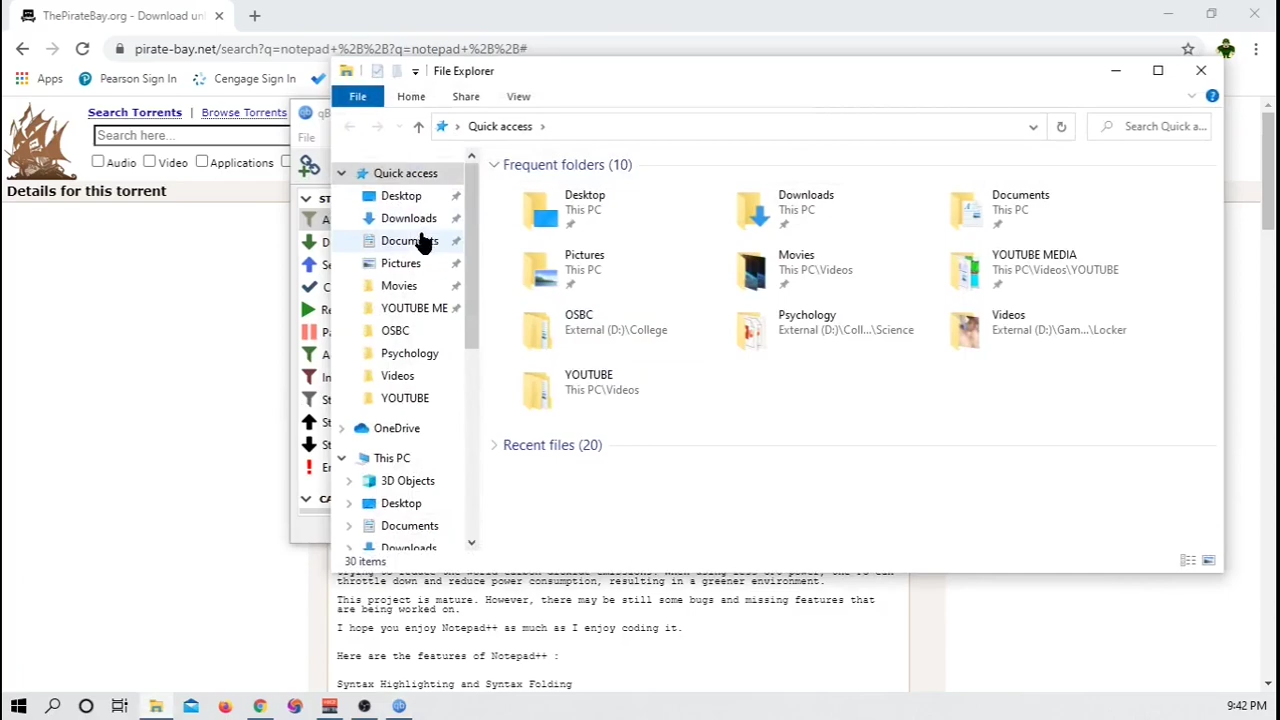 ThePirateBay.org - Download uni
pirate-bay.net/search?q=notepad+%2B%2B?q=notepad+%2B%2B#
Apps Pearson Sign In Cengage Sign In
Search Torrents | Browse Torrents
Search here...
Audio Video Applications
Details for this torrent
File
File Explorer
File Home Share View
Quick access
Search Quick a...
Quick access
Desktop
Downloads
Documents
Pictures
Movies
YOUTUBE ME
OSBC
Psychology
Videos
YOUTUBE
OneDrive
This PC
3D Objects
Desktop
Documents
Downloads
Frequent folders (10)
Desktop
This PC
Downloads
This PC
Documents
This PC
Pictures
This PC
Movies
This PC\Videos
YOUTUBE MEDIA
This PC\Videos\YOUTUBE
OSBC
External (D:)\College
Psychology
External (D:)\Coll...\Science
Videos
External (D:)\Gam...\Locker
YOUTUBE
This PC\Videos
Recent files (20)
30 items
throttle down and reduce power consumption, resulting in a greener environment.
This project is mature. However, there may be still some bugs and missing features that
are being worked on.
I hope you enjoy Notepad++ as much as I enjoy coding it.
Here are the features of Notepad++ :
Syntax Highlighting and Syntax Folding
9:42 PM